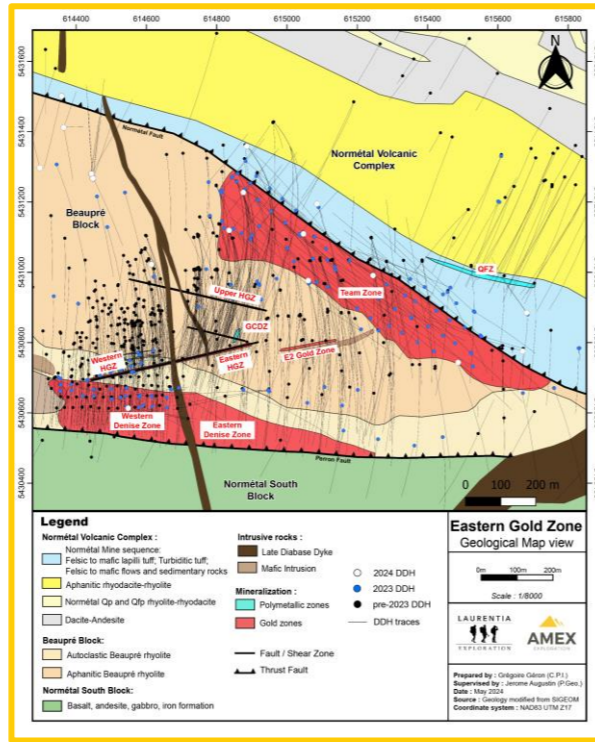 614400 614600 614800 615000 615200 615400 615600 615800
5431600
5431400
5431200
5431000
5430800
5430600
5430400
5431600
5431400
5431200
5431000
5430800
5430600
5430400
N
Normétal Fault
Normétal Volcanic
Complex
Beaupré
Block
QFZ
Upper HGZ
Team Zone
GCDZ
Western
HGZ
Eastern
HGZ
E2 Gold Zone
Western
Denise Zone
Eastern
Denise Zone
Perron Fault
Normétal South
Block
0 100 200 m
Legend
Normétal Volcanic Complex :
Normétal Mine sequence:
Felsic to mafic lapilli tuff; Turbiditic tuff;
Felsic to mafic flows and sedimentary rocks
Aphanitic rhyodacite-rhyolite
Normétal Qp and Qfp rhyolite-rhyodacite
Dacite-Andesite
Beaupré Block:
Autoclastic Beaupré rhyolite
Aphanitic Beaupré rhyolite
Normétal South Block:
Basalt, andesite, gabbro, iron formation
Intrusive rocks :
Late Diabase Dyke
Mafic Intrusion
Mineralization :
Polymetallic zones
Gold zones
Fault / Shear Zone
Thrust Fault
2024 DDH
2023 DDH
pre-2023 DDH
DDH traces
Eastern Gold Zone
Geological Map view
0m 100m 200m
Scale : 1/8000
LAURENTIA
EXPLORATION
AMEX
EXPLORATION
Prepared by : Grégoire Géron (C.P.I.)
Supervised by : Jerome Augustin (P.Geo.)
Date : May 2024
Source : Geology modified from SIGEOM
Coordinate system : NAD83 UTM Z17